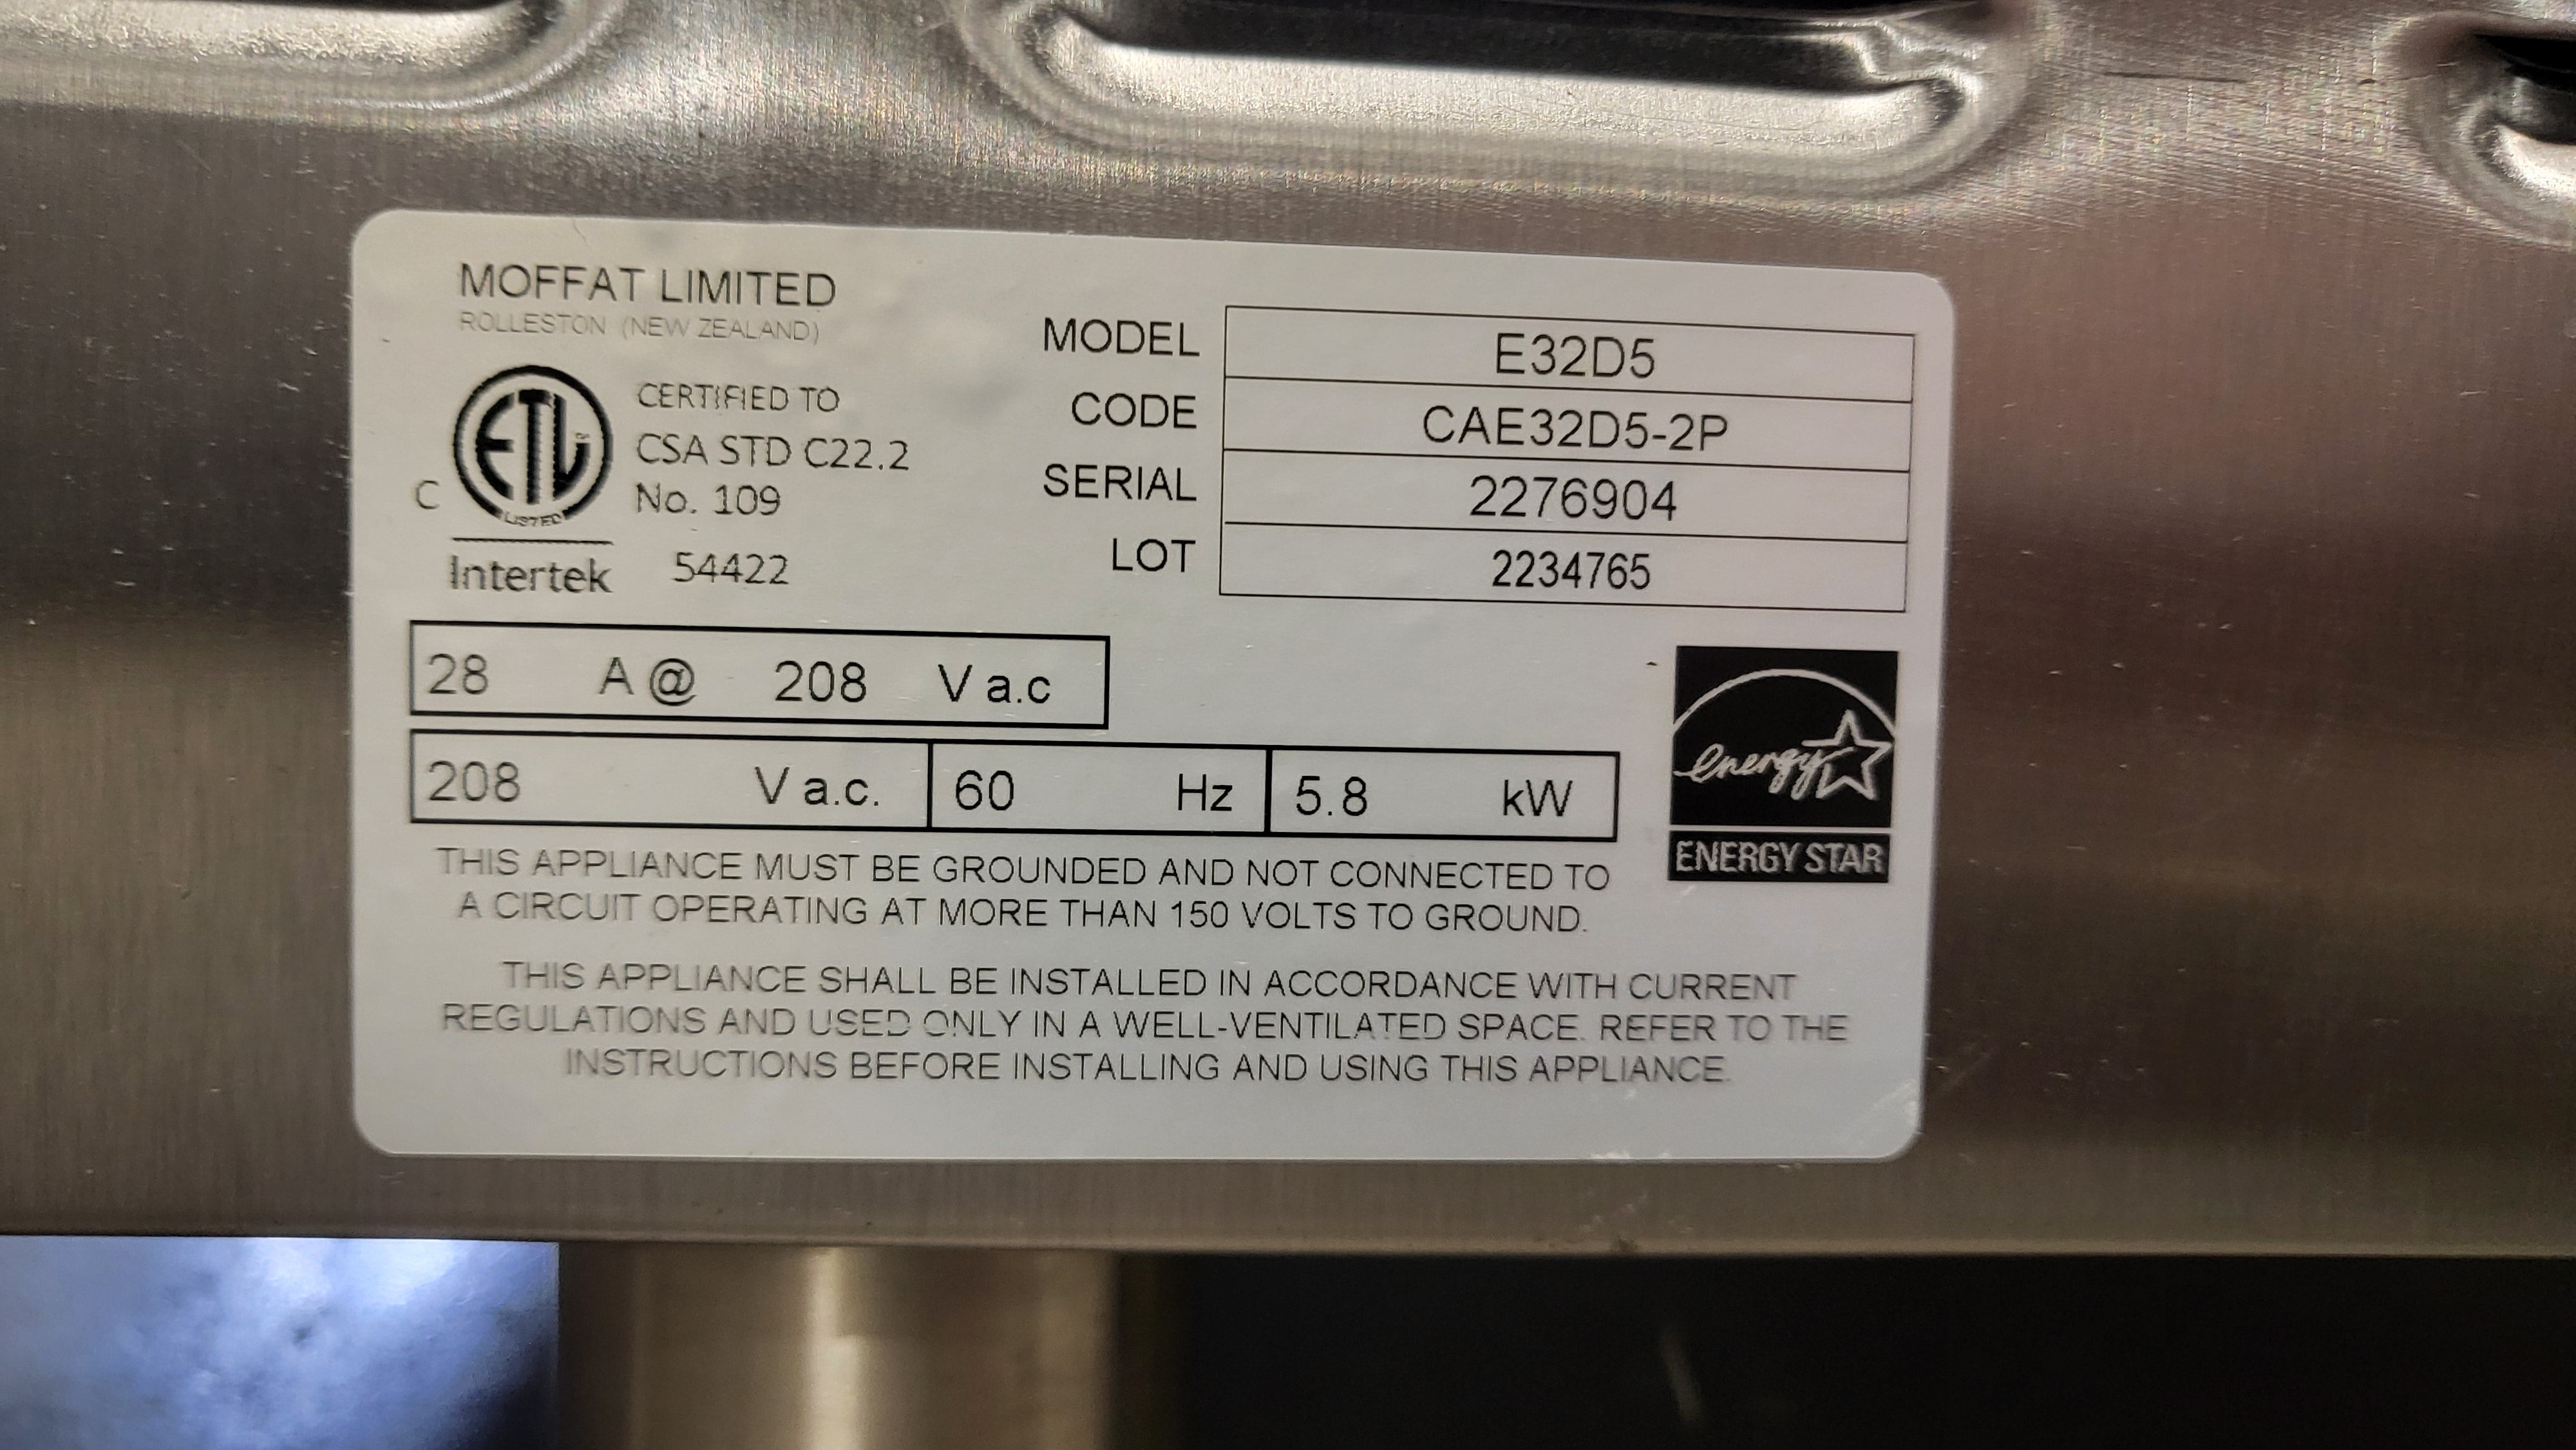 MOFFAT LIMITED
ROLLESTON (NEW ZEALAND)
ETL
LISTED
C
Intertek
CERTIFIED TO
CSA STD C22.2
No. 109
54422
MODEL E32D5
CODE CAE32D5-2P
SERIAL 2276904
LOT 2234765
28 A @ 208 V a.c
208 V a.c. 60 Hz 5.8 kW
energy
ENERGY STAR
THIS APPLIANCE MUST BE GROUNDED AND NOT CONNECTED TO
A CIRCUIT OPERATING AT MORE THAN 150 VOLTS TO GROUND.
THIS APPLIANCE SHALL BE INSTALLED IN ACCORDANCE WITH CURRENT
REGULATIONS AND USED ONLY IN A WELL-VENTILATED SPACE. REFER TO THE
INSTRUCTIONS BEFORE INSTALLING AND USING THIS APPLIANCE.